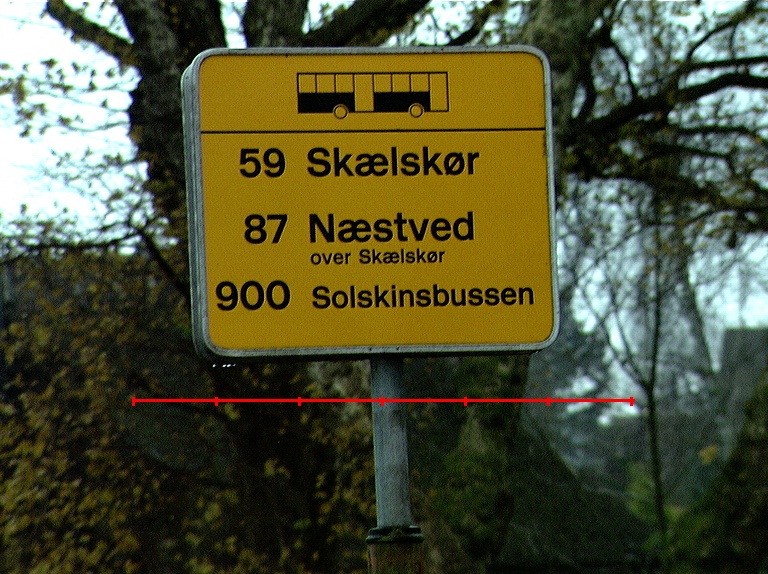 59 Skælskør
87 Næstved
over Skælskør
900 Solskinsbussen